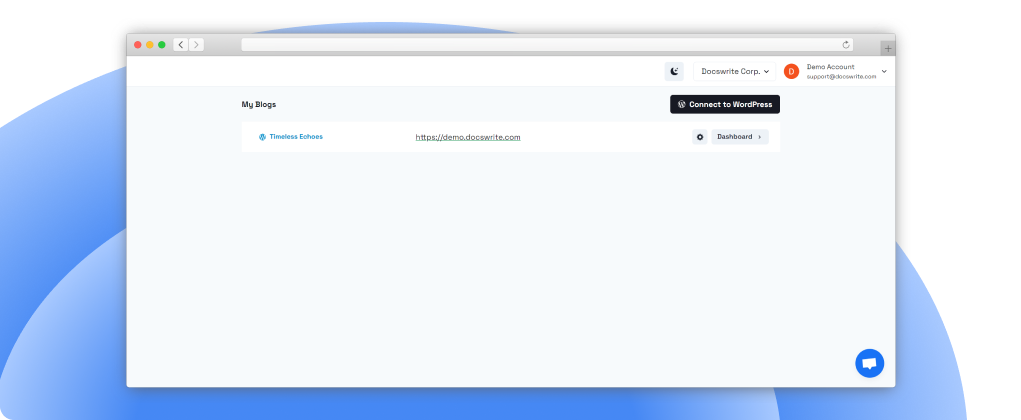 Docswrite Corp.
D
Demo Account
support@docswrite.com
My Blogs
Connect to WordPress
Timeless Echoes
https://demo.docswrite.com
Dashboard